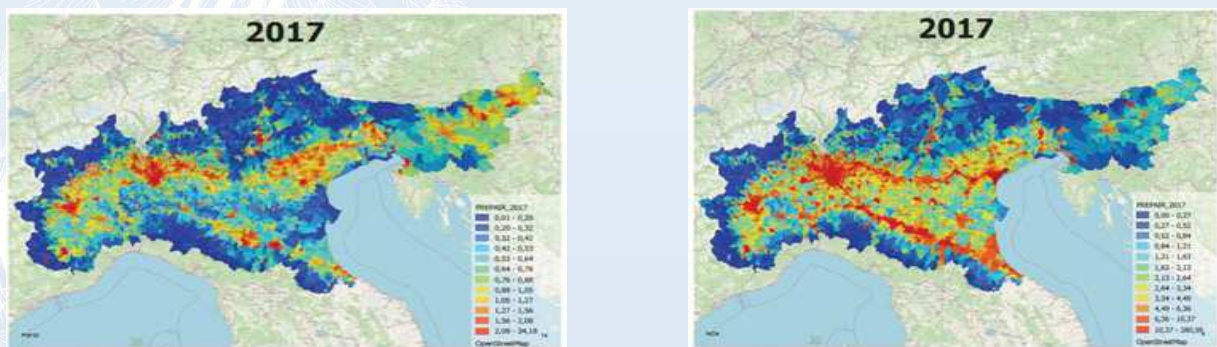 2017
PREPAIR_2017
0,01 - 0,20
0,20 - 0,32
0,32 - 0,42
0,42 - 0,53
0,53 - 0,64
0,64 - 0,76
0,76 - 0,88
0,88 - 1,05
1,05 - 1,27
1,27 - 1,56
1,56 - 2,08
2,08 - 24,18
OpenStreetMap
2017
PREPAIR_2017
0,00 - 0,27
0,27 - 0,52
0,52 - 0,84
0,84 - 1,21
1,21 - 1,63
1,63 - 2,13
2,13 - 2,64
2,64 - 3,34
3,34 - 4,49
4,49 - 6,36
6,36 - 10,37
OpenStreetMap